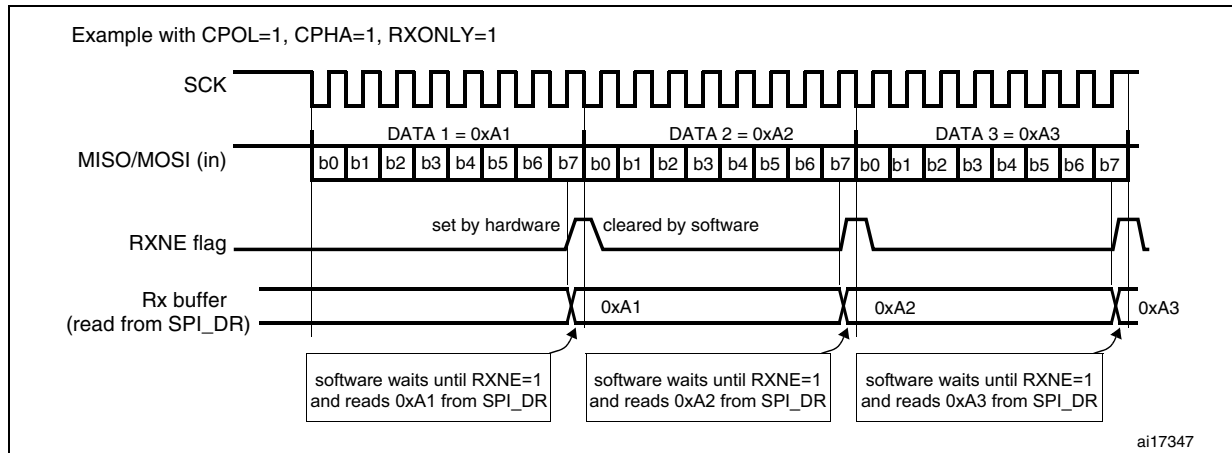 Example with CPOL=1, CPHA=1, RXONLY=1
SCK
DATA 1 = 0xA1 DATA 2 = 0xA2 DATA 3 = 0xA3
MISO/MOSI (in) b0 b1 b2 b3 b4 b5 b6 b7 b0 b1 b2 b3 b4 b5 b6 b7 b0 b1 b2 b3 b4 b5 b6 b7
set by hardware cleared by software
RXNE flag
Rx buffer
(read from SPI_DR)
0xA1 0xA2 0xA3
software waits until RXNE=1
and reads 0xA1 from SPI_DR
software waits until RXNE=1
and reads 0xA2 from SPI_DR
software waits until RXNE=1
and reads 0xA3 from SPI_DR
ai17347